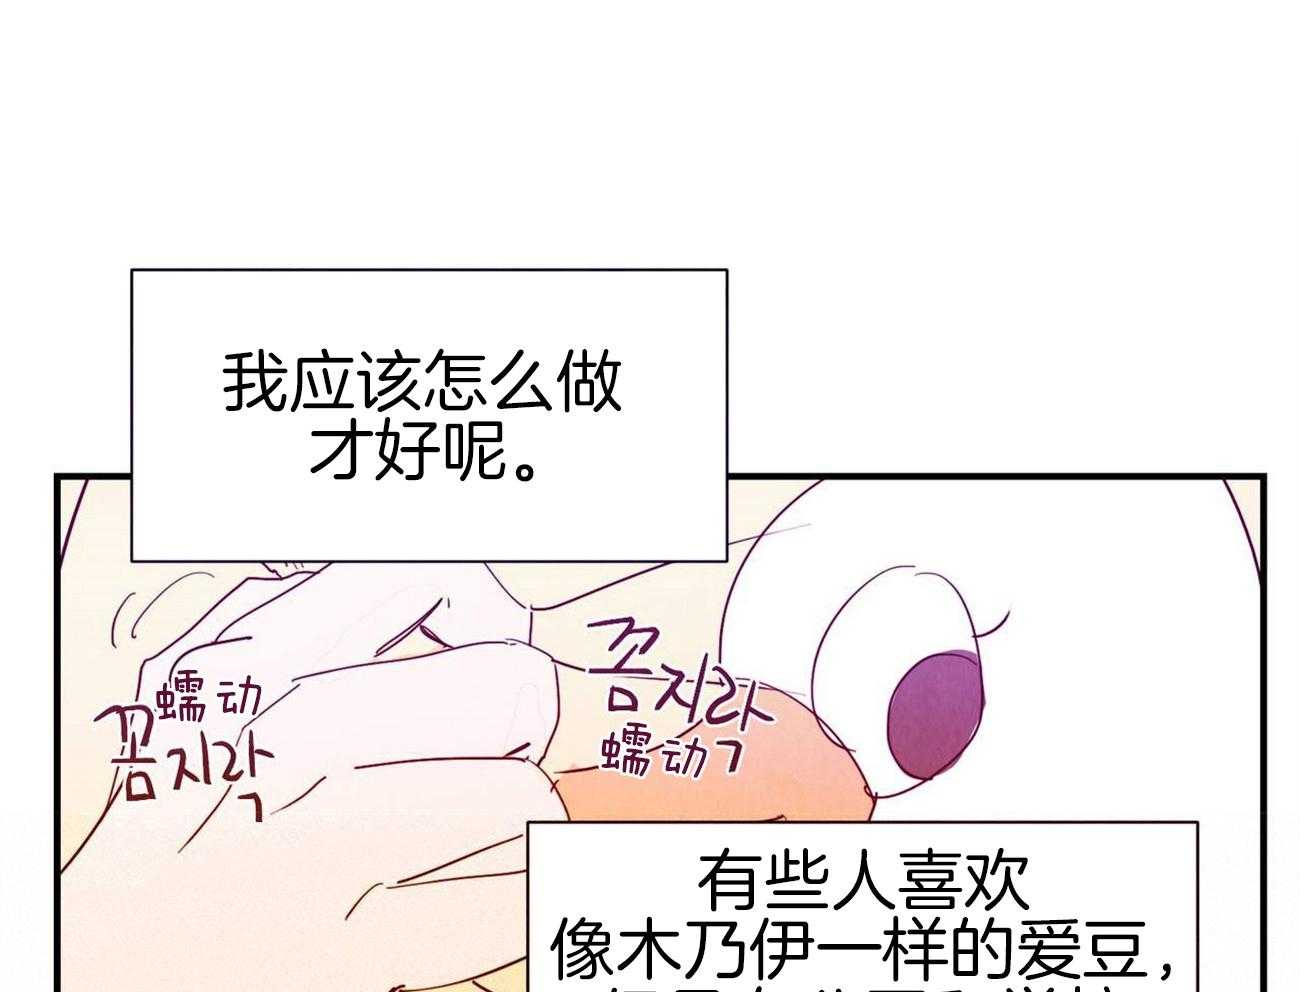 我应该怎么做
才好呢。
蠕动
꼼지락
꼼지락
蠕动
有些人喜欢
像木乃伊一样的爱豆，